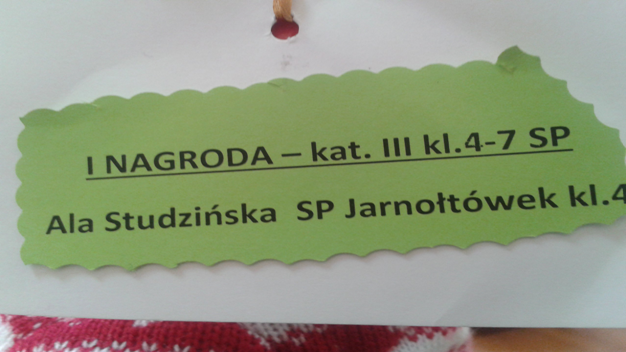 I NAGRODA – kat. III kl.4-7 SP
Ala Studzińska SP Jarnołtówek kl.4